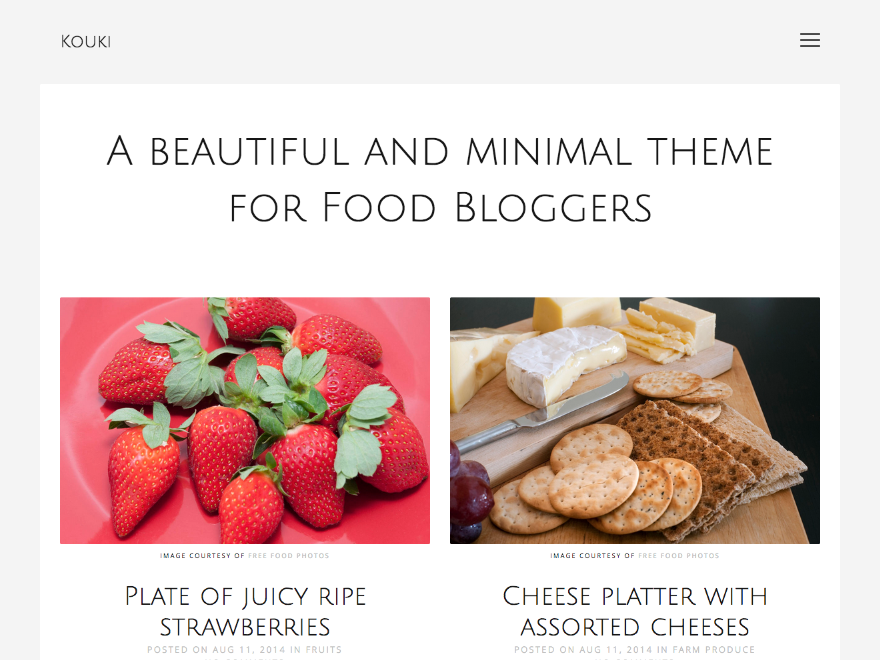 Kouki
A beautiful and minimal theme
for Food Bloggers
IMAGE COURTESY OF FREE FOOD PHOTOS
IMAGE COURTESY OF FREE FOOD PHOTOS
Plate of juicy ripe
strawberries
POSTED ON AUG 11, 2014 IN FRUITS
Cheese platter with
assorted cheeses
POSTED ON AUG 11, 2014 IN FARM PRODUCE